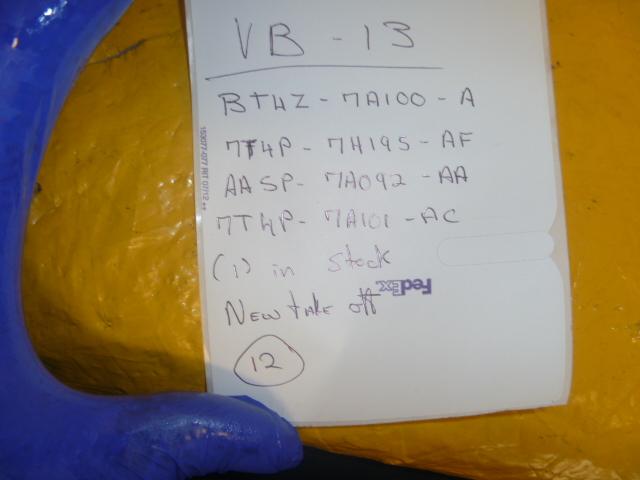 VB - 13
BT4Z - 7A100 - A
7T4P - 7H195 - AF
AA5P - 7A092 - AA
7T4P - 7A101 - AC
(1) in stock
FedEx
New take off
12